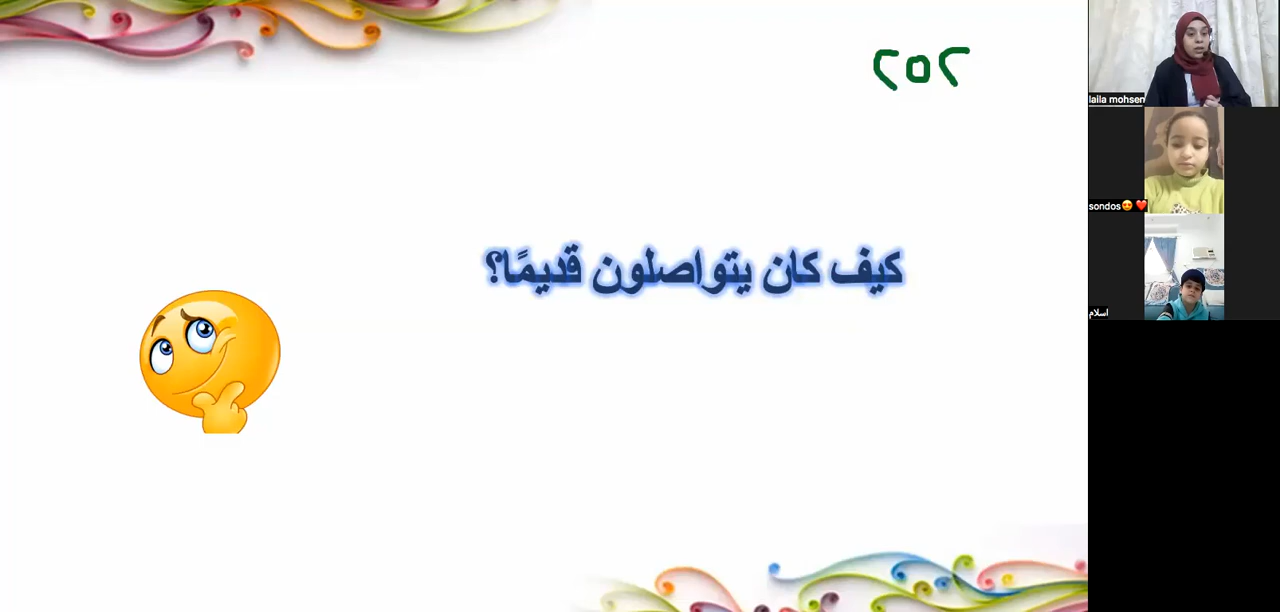 ٢٥٢
كيف كان يتواصلون قديمًا؟
laila mohsen
sondos😍❤️
اسلام